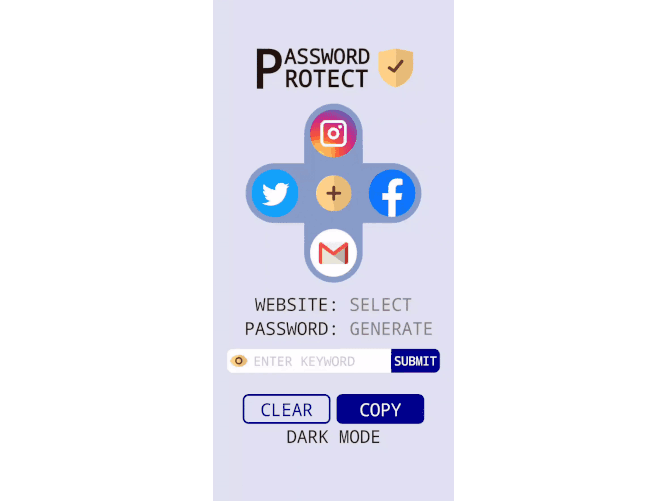 PASSWORD
PROTECT
WEBSITE: SELECT
PASSWORD: GENERATE
ENTER KEYWORD
SUBMIT
CLEAR
COPY
DARK MODE